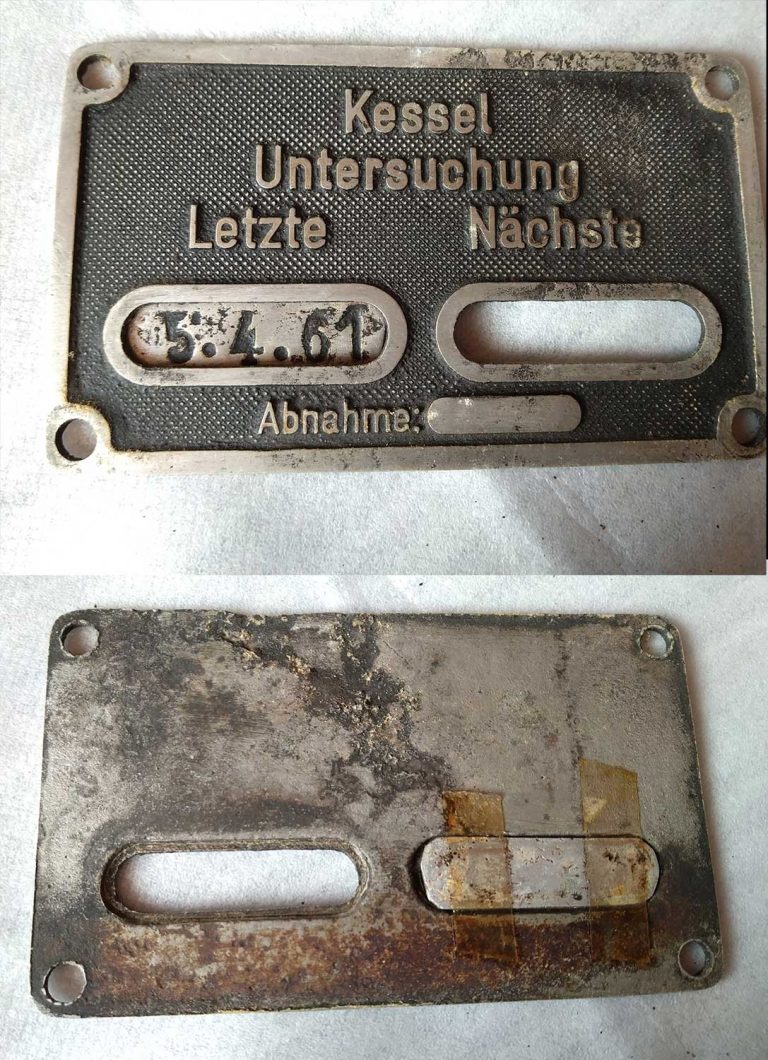 Kessel
Untersuchung
Letzte Nächste
5.4.61
Abnahme: